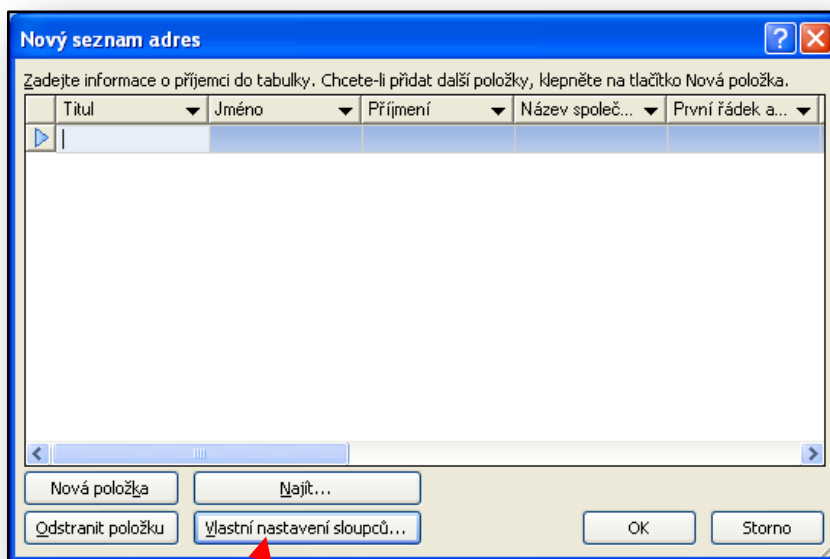 Nový seznam adres
Zadejte informace o příjemci do tabulky. Chcete-li přidat další položky, klepněte na tlačítko Nová položka.
Titul Jméno Příjmení Název společ... První řádek a...
Nová položka Najít...
Odstranit položku Vlastní nastavení sloupců... OK Storno